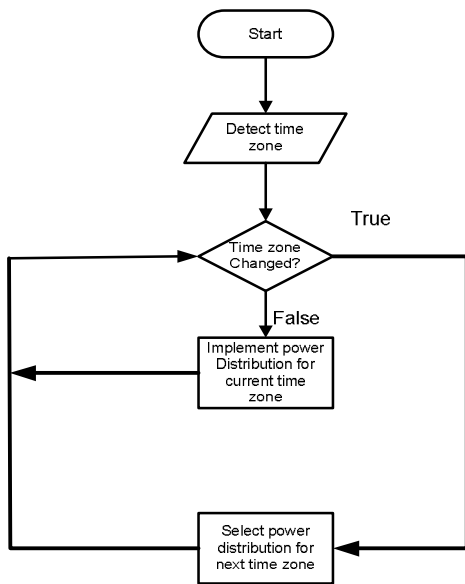 Start
Detect time
zone
True
Time zone
Changed?
False
Implement power
Distribution for
current time
zone
Select power
distribution for
next time zone